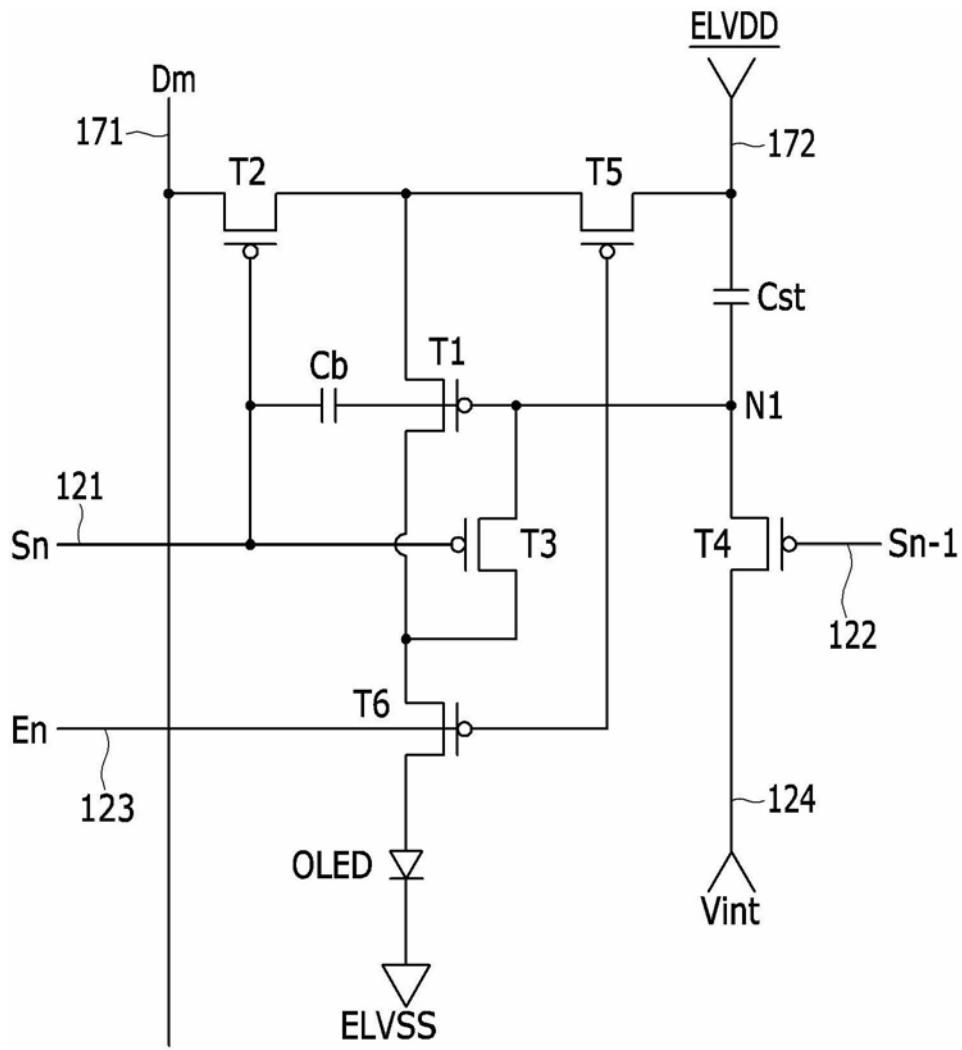 ELVDD
Dm
171
172
T2
T5
Cst
T1
Cb
N1
121
Sn
T3
T4
Sn-1
122
T6
En
123
124
OLED
Vint
ELVSS